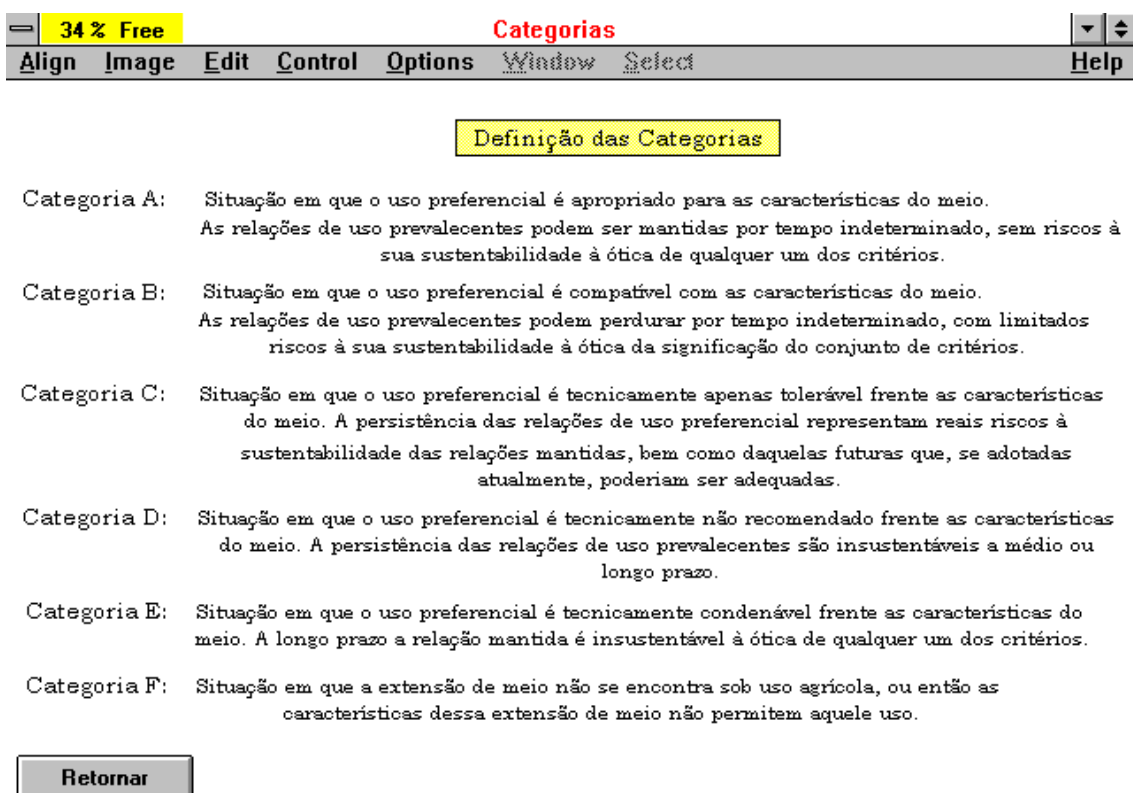 34 % Free Categorias
Align Image Edit Control Options Window Select Help
Definição das Categorias
Categoria A: Situação em que o uso preferencial é apropriado para as características do meio.
As relações de uso prevalecentes podem ser mantidas por tempo indeterminado, sem riscos à
sua sustentabilidade à ótica de qualquer um dos critérios.
Categoria B: Situação em que o uso preferencial é compatível com as características do meio.
As relações de uso prevalecentes podem perdurar por tempo indeterminado, com limitados
riscos à sua sustentabilidade à ótica da significação do conjunto de critérios.
Categoria C: Situação em que o uso preferencial é tecnicamente apenas tolerável frente as características
do meio. A persistência das relações de uso preferencial representam reais riscos à
sustentabilidade das relações mantidas, bem como daquelas futuras que, se adotadas
atualmente, poderiam ser adequadas.
Categoria D: Situação em que o uso preferencial é tecnicamente não recomendado frente as características
do meio. A persistência das relações de uso prevalecentes são insustentáveis a médio ou
longo prazo.
Categoria E: Situação em que o uso preferencial é tecnicamente condenável frente as características do
meio. A longo prazo a relação mantida é insustentável à ótica de qualquer um dos critérios.
Categoria F: Situação em que a extensão de meio não se encontra sob uso agrícola, ou então as
características dessa extensão de meio não permitem aquele uso.
Retornar